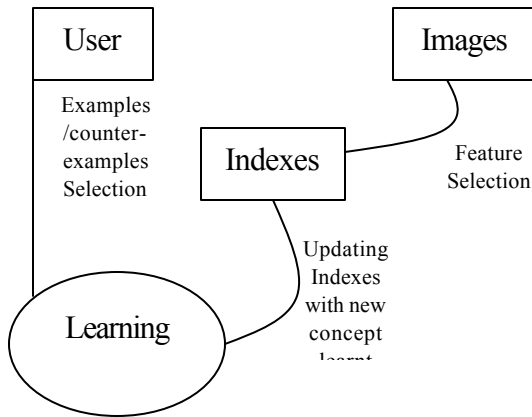 User
Images
Examples
/counter-
examples
Selection
Indexes
Feature
Selection
Updating
Indexes
with new
concept
Learning